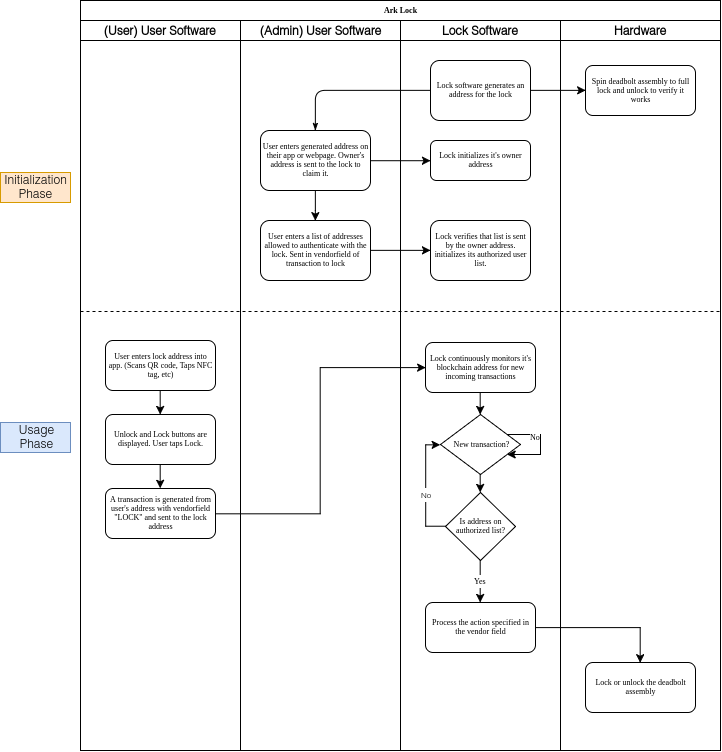 Ark Lock
(User) User Software
(Admin) User Software
Lock Software
Hardware
Lock software generates an
address for the lock
Spin deadbolt assembly to full
lock and unlock to verify it
works
User enters generated address on
their app or webpage. Owner's
address is sent to the lock to
claim it.
Lock initializes it's owner
address
Initialization
Phase
User enters a list of addresses
allowed to authenticate with the
lock. Sent in vendorfield of
transaction to lock
Lock verifies that list is sent
by the owner address.
initializes its authorized user
list.
User enters lock address into
app. (Scans QR code, Taps NFC
tag, etc)
Lock continuously monitors it's
blockchain address for new
incoming transactions
Usage
Phase
Unlock and Lock buttons are
displayed. User taps Lock.
New transaction?
No
A transaction is generated from
user's address with vendorfield
"LOCK" and sent to the lock
address
No
Is address on
authorized list?
Yes
Process the action specified in
the vendor field
Lock or unlock the deadbolt
assembly